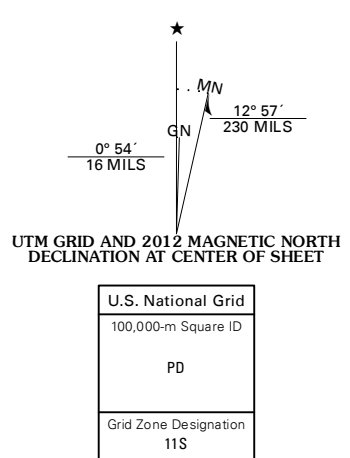 ★
MN
GN
12° 57´
230 MILS
0° 54´
16 MILS
UTM GRID AND 2012 MAGNETIC NORTH
DECLINATION AT CENTER OF SHEET
U.S. National Grid
100,000-m Square ID
PD
Grid Zone Designation
11S